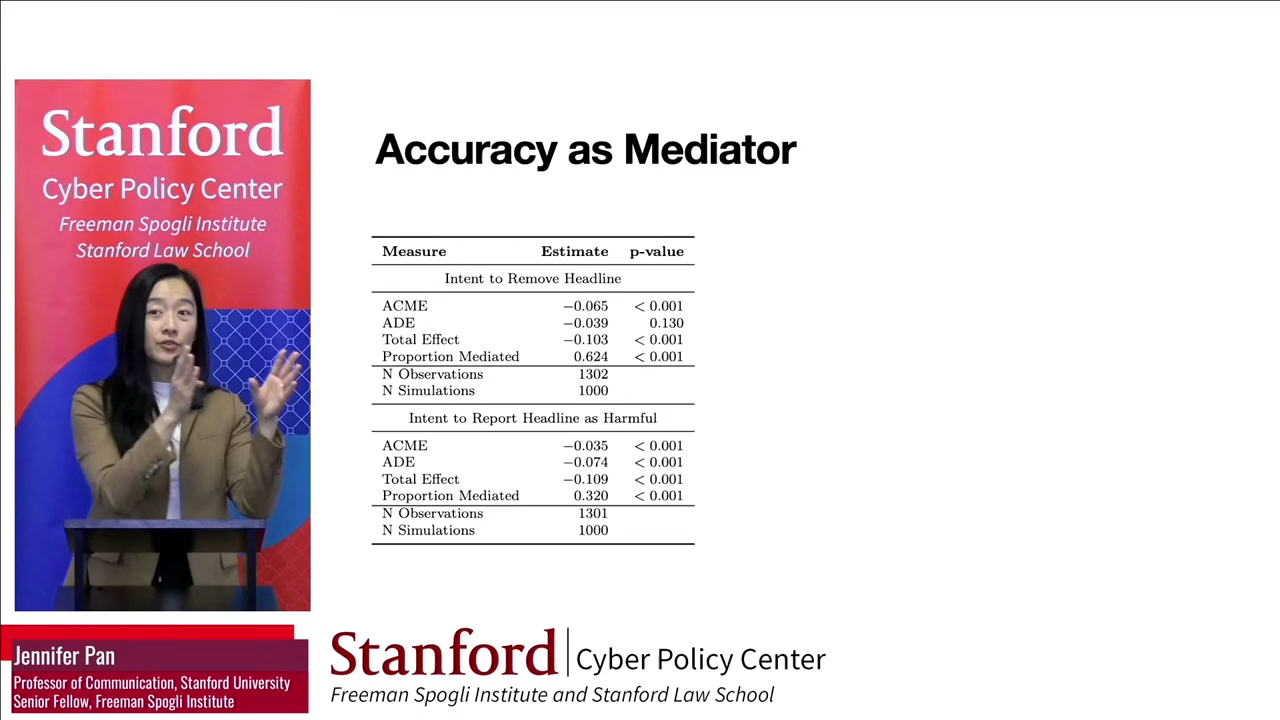 Stanford
Cyber Policy Center
Freeman Spogli Institute
Stanford Law School
Accuracy as Mediator
Measure Estimate p-value
Intent to Remove Headline
ACME −0.065 < 0.001
ADE −0.039 0.130
Total Effect −0.103 < 0.001
Proportion Mediated 0.624 < 0.001
N Observations 1302
N Simulations 1000
Intent to Report Headline as Harmful
ACME −0.035 < 0.001
ADE −0.074 < 0.001
Total Effect −0.109 < 0.001
Proportion Mediated 0.320 < 0.001
N Observations 1301
N Simulations 1000
Jennifer Pan
Professor of Communication, Stanford University
Senior Fellow, Freeman Spogli Institute
Stanford | Cyber Policy Center
Freeman Spogli Institute and Stanford Law School